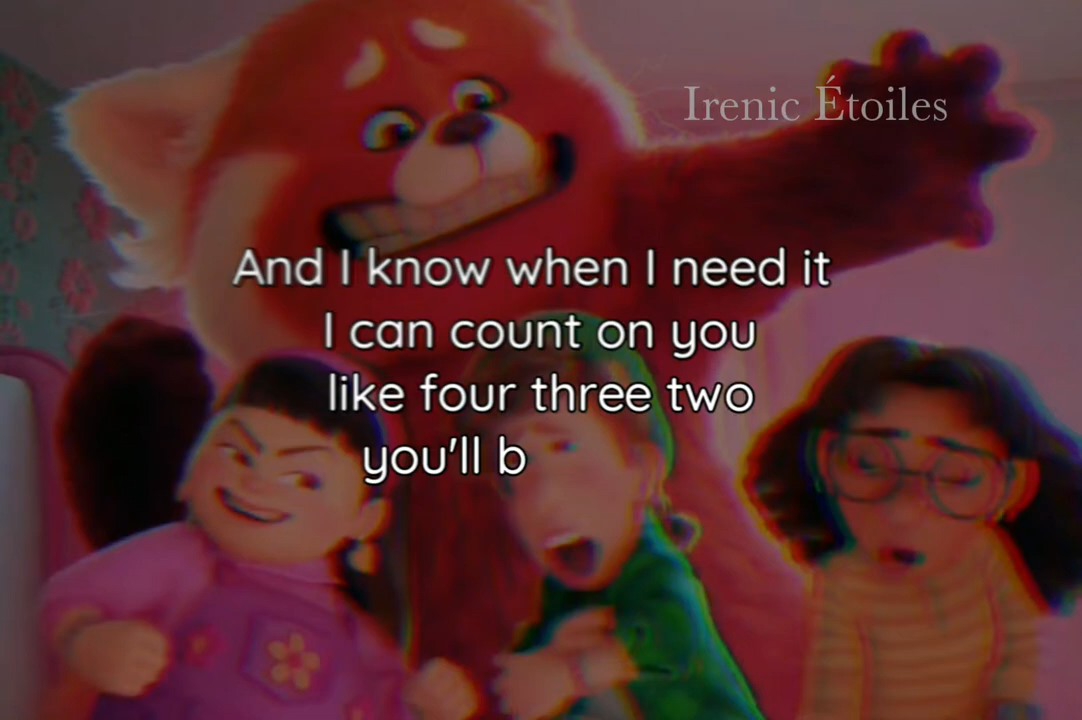 Irenic Étoiles
And I know when I need it
I can count on you
like four three two
you'll b